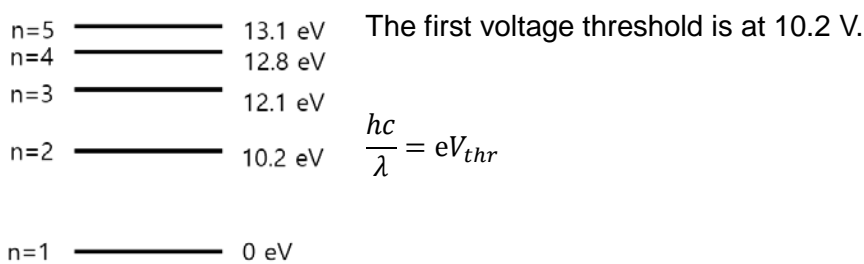 n=5 13.1 eV The first voltage threshold is at 10.2 V.
n=4 12.8 eV
n=3 12.1 eV
hc/λ = eV_thr
n=2 10.2 eV
n=1 0 eV